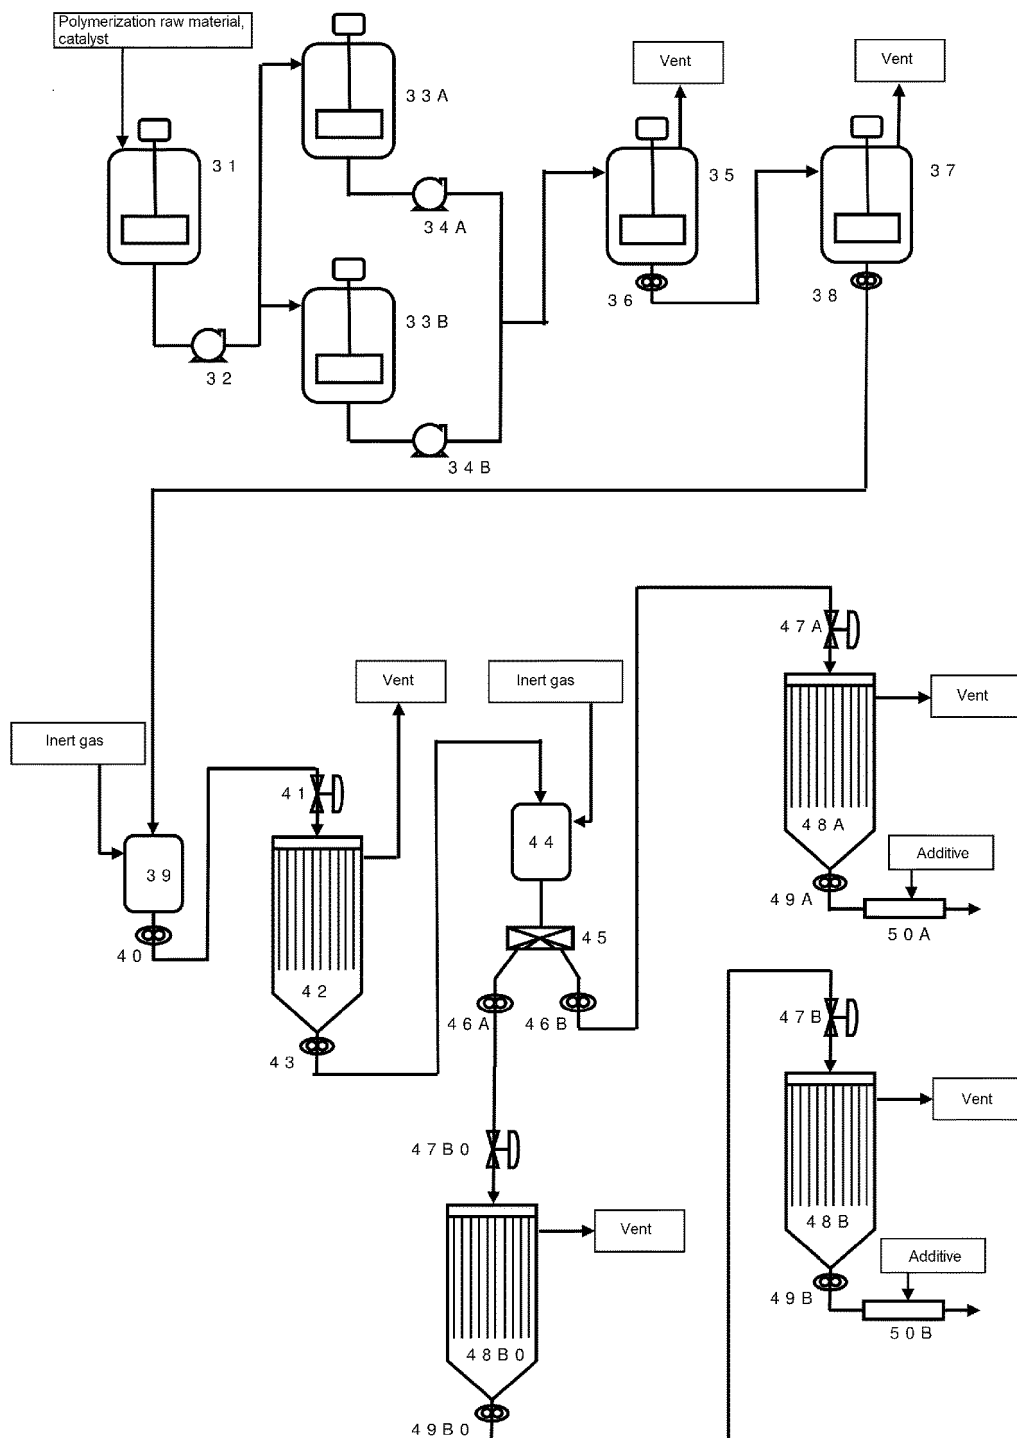 Polymerization raw material,
catalyst
33A
Vent
Vent
31
35
37
34A
36
38
33B
32
34B
47A
Vent
Inert gas
Vent
Inert gas
41
48A
44
39
Additive
49A
45
50A
40
42
46A
46B
47B
43
Vent
47B0
48B
Vent
Additive
49B
50B
48B0
49B0